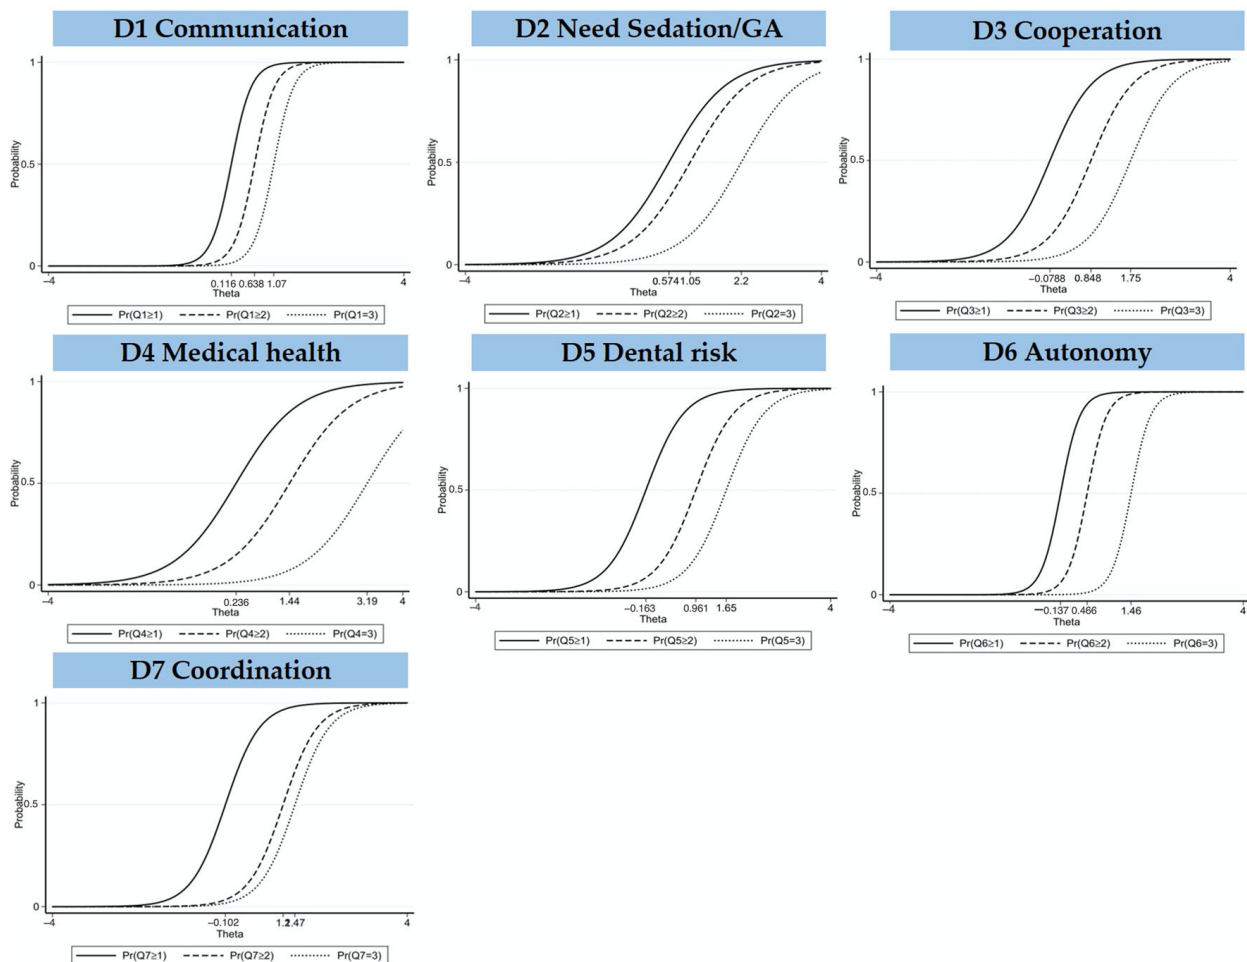 D1 Communication
1
0.5
0
Probability
−4
0.116 0.638 1.07
4
Theta
Pr(Q1≥1) Pr(Q1≥2) Pr(Q1=3)
D2 Need Sedation/GA
1
0.5
0
Probability
−4
0.5741.05
2.2
4
Theta
Pr(Q2≥1) Pr(Q2≥2) Pr(Q2=3)
D3 Cooperation
1
0.5
0
Probability
−4
−0.0788
0.848
1.75
4
Theta
Pr(Q3≥1) Pr(Q3≥2) Pr(Q3=3)
D4 Medical health
1
0.5
0
Probability
−4
0.236
1.44
3.19
4
Theta
Pr(Q4≥1) Pr(Q4≥2) Pr(Q4=3)
D5 Dental risk
1
0.5
0
Probability
−4
−0.163
0.961
1.65
4
Theta
Pr(Q5≥1) Pr(Q5≥2) Pr(Q5=3)
D6 Autonomy
1
0.5
0
Probability
−4
−0.137 0.466
1.46
4
Theta
Pr(Q6≥1) Pr(Q6≥2) Pr(Q6=3)
D7 Coordination
1
0.5
0
Probability
−4
−0.102
1.47
4
Theta
Pr(Q7≥1) Pr(Q7≥2) Pr(Q7=3)